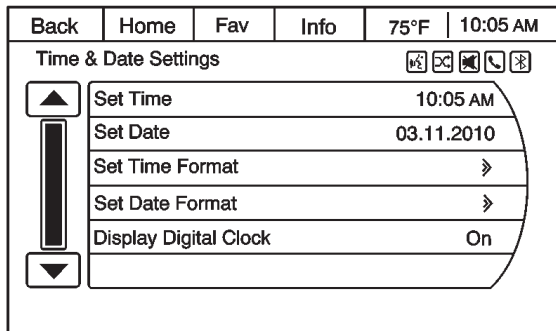 Back Home Fav Info 75°F 10:05 AM
Time & Date Settings
Set Time 10:05 AM
Set Date 03.11.2010
Set Time Format
Set Date Format
Display Digital Clock On